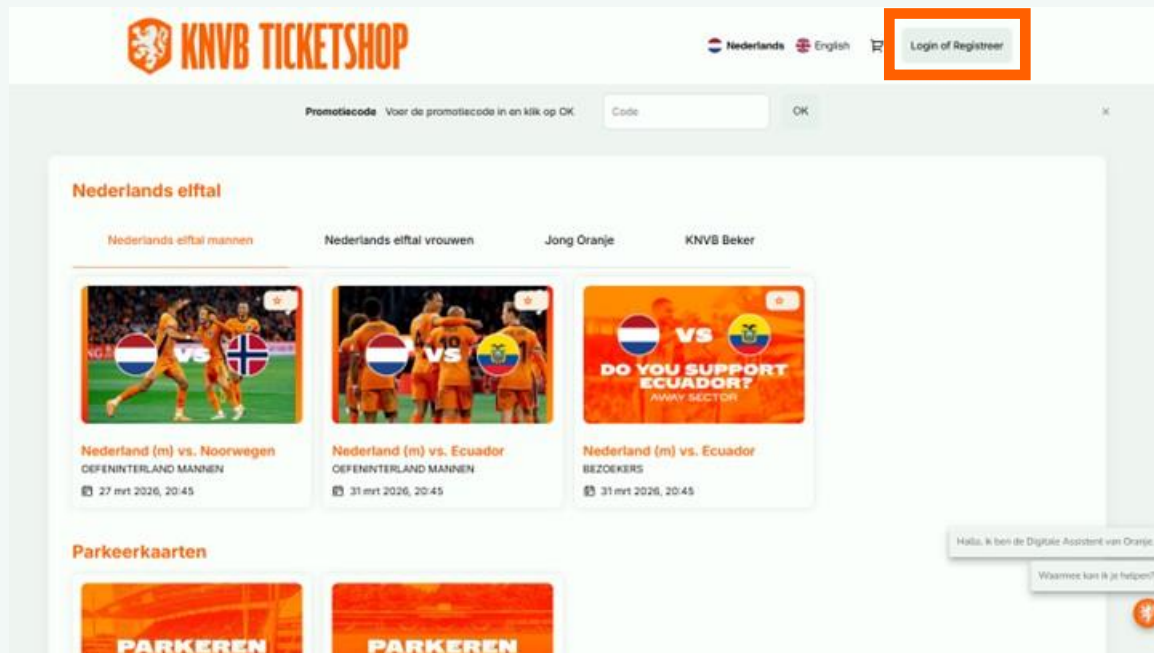 KNVB TICKETSHOP
Nederlands English Login of Registreer
Promotiecode Voer de promotiecode in en klik op OK Code OK
Nederlands elftal
Nederlands elftal mannen Nederlands elftal vrouwen Jong Oranje KNVB Beker
VS
VS
VS
DO YOU SUPPORT
ECUADOR?
AWAY SECTOR
Nederland (m) vs. Noorwegen
OEFENINTERLAND MANNEN
27 mrt 2026, 20:45
Nederland (m) vs. Ecuador
OEFENINTERLAND MANNEN
31 mrt 2026, 20:45
Nederland (m) vs. Ecuador
BEZOEKERS
31 mrt 2026, 20:45
Hallo, ik ben de Digitale Assistent van Oranje.
Waarmee kan ik je helpen?
Parkeerkaarten
PARKEREN
PARKEREN